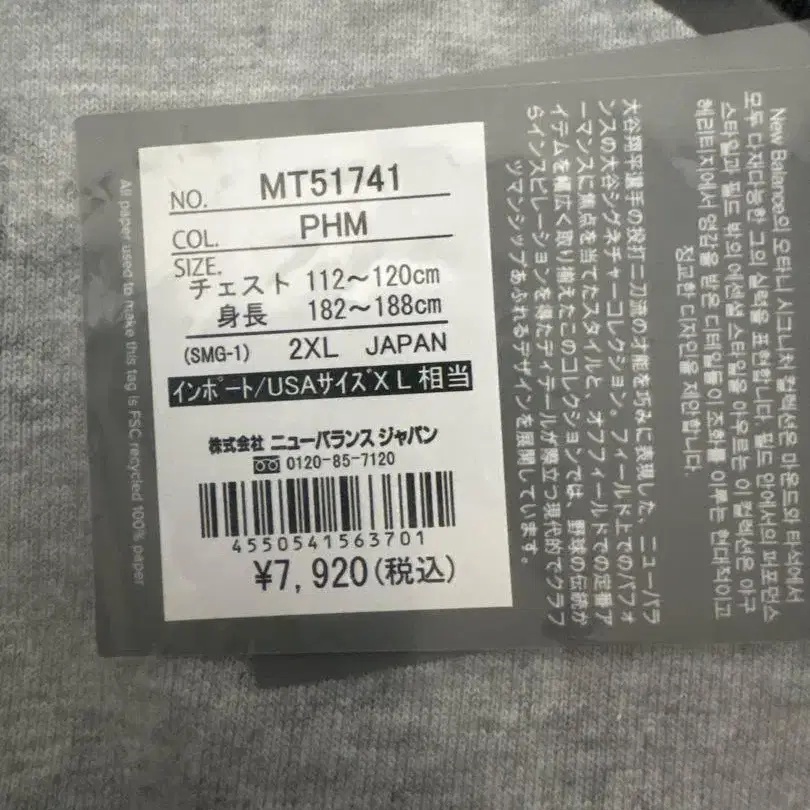 NO. MT51741
COL. PHM
SIZE.
チェスト 112～120cm
身長 182～188cm
(SMG-1) 2XL JAPAN
インポート/USAサイズXL相当
株式会社 ニューバランス ジャパン
0120-85-7120
4550541563701
¥7,920(税込)
All paper used to make this tag is FSC recycled 100% paper
大谷翔平選手の投打二刀流の才能を巧みに表現した、ニューバラ
ンスの大谷シグネチャーコレクション。フィールド上でのパフォ
ーマンスに焦点を当てたスタイルと、オフフィールドでの定番ア
イテムを幅広く取り揃えたこのコレクションでは、野球の伝統か
らインスピレーションを得たディテールが際立つ現代的でクラフ
ツマンシップあふれるデザインを展開しています。
New Balance의 오타니 시그니처 컬렉션은 마운드와 타석에서
모두 다재다능한 그의 실력을 표현합니다. 필드 안에서의 퍼포먼스
스타일과 필드 밖의 에센셜 스타일을 아우르는 이 컬렉션은 야구
헤리티지에서 영감을 받은 디테일들이 조화를 이루는 현대적이고
정교한 디자인을 제안합니다.